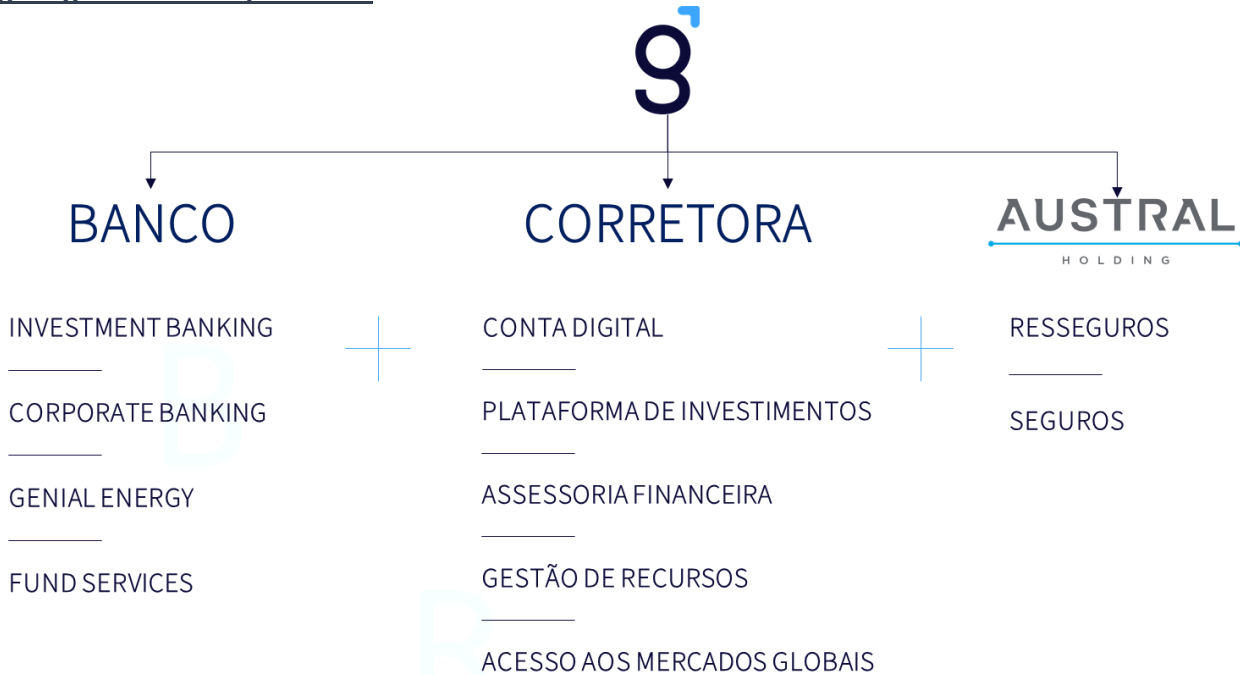 g
BANCO
CORRETORA
AUSTRAL
HOLDING
INVESTMENT BANKING
CORPORATE BANKING
GENIAL ENERGY
FUND SERVICES
CONTA DIGITAL
PLATAFORMA DE INVESTIMENTOS
ASSESSORIA FINANCEIRA
GESTÃO DE RECURSOS
ACESSO AOS MERCADOS GLOBAIS
RESSEGUROS
SEGUROS